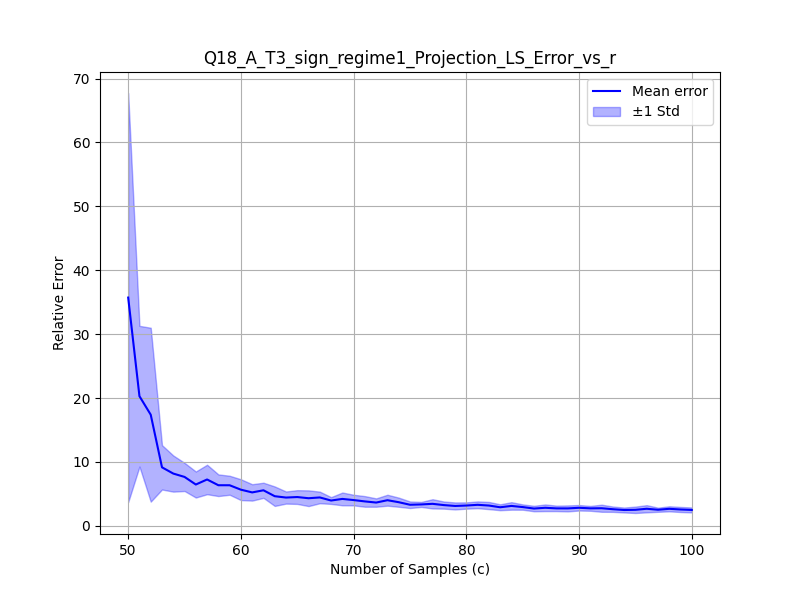 Q18_A_T3_sign_regime1_Projection_LS_Error_vs_r
Mean error
±1 Std
70
60
50
40
30
20
10
0
Relative Error
50 60 70 80 90 100
Number of Samples (c)